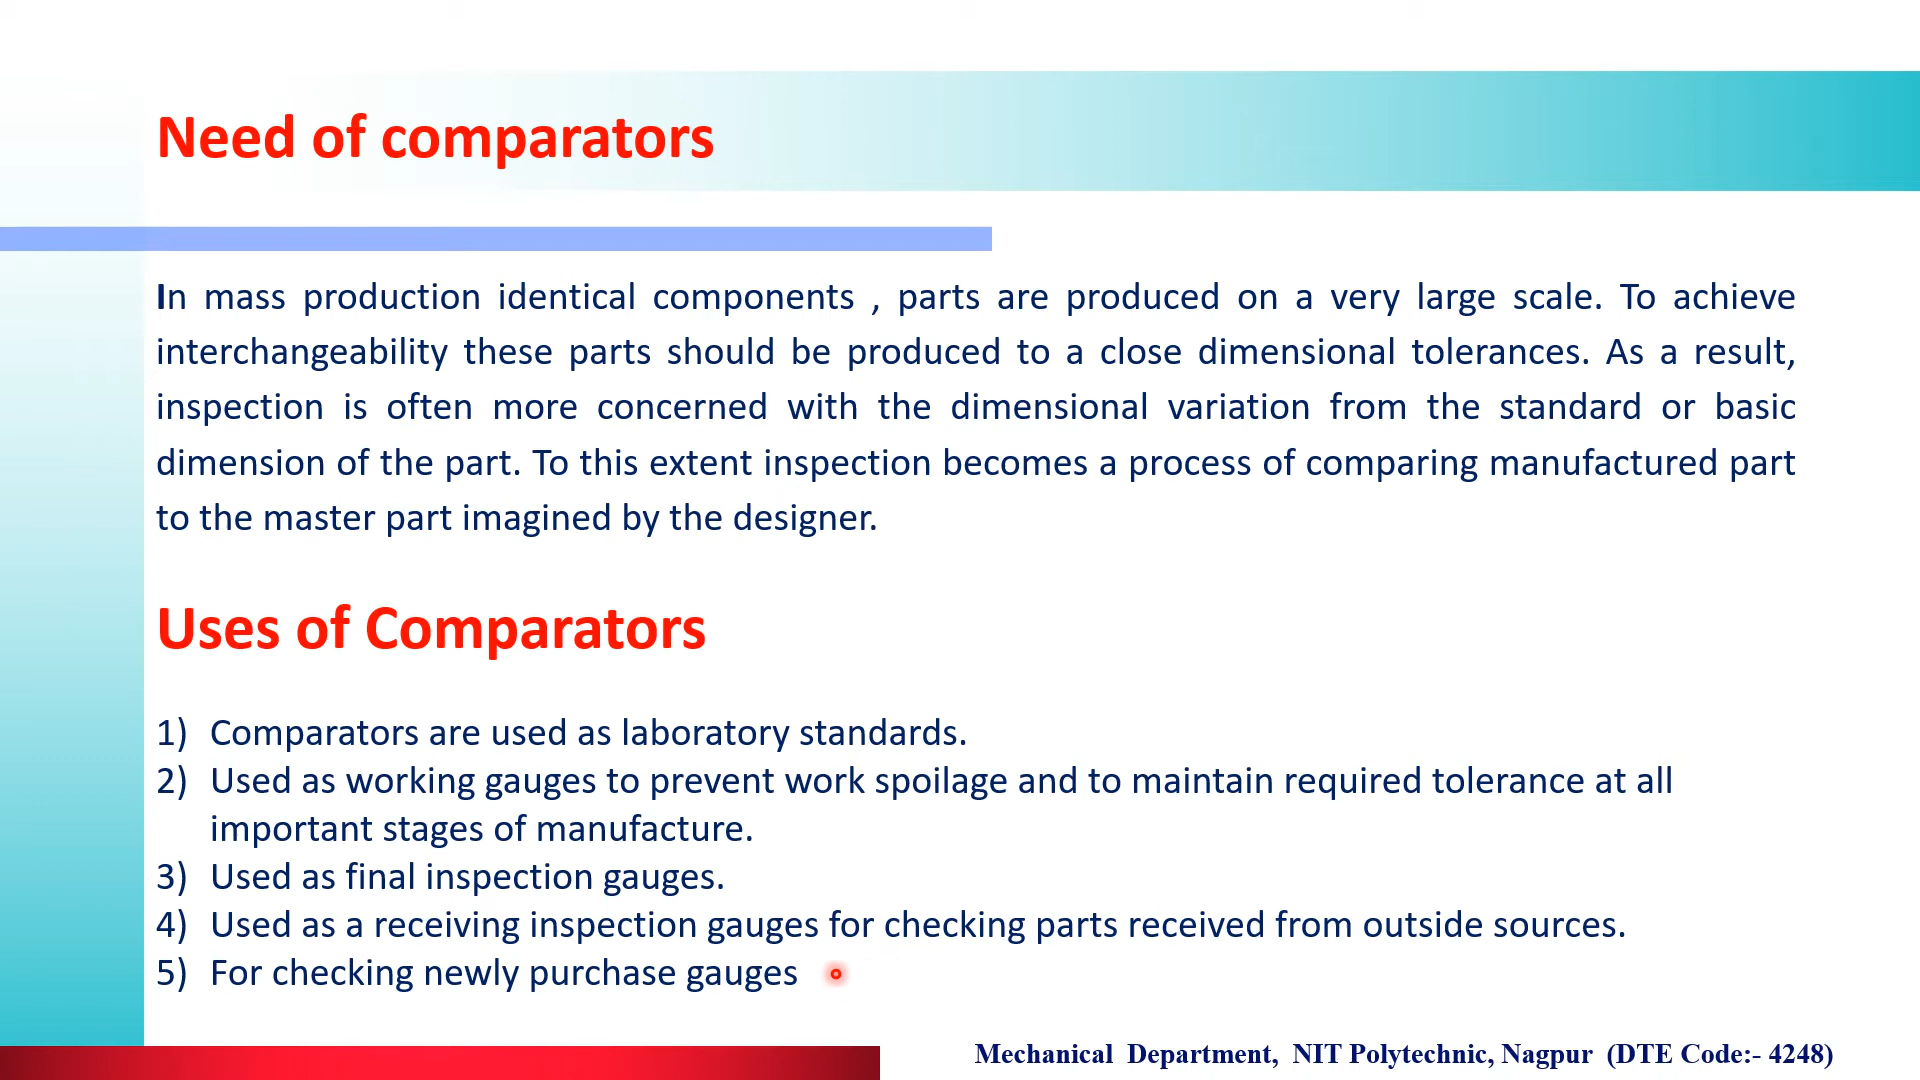 Need of comparators
In mass production identical components , parts are produced on a very large scale. To achieve
interchangeability these parts should be produced to a close dimensional tolerances. As a result,
inspection is often more concerned with the dimensional variation from the standard or basic
dimension of the part. To this extent inspection becomes a process of comparing manufactured part
to the master part imagined by the designer.
Uses of Comparators
1) Comparators are used as laboratory standards.
2) Used as working gauges to prevent work spoilage and to maintain required tolerance at all
important stages of manufacture.
3) Used as final inspection gauges.
4) Used as a receiving inspection gauges for checking parts received from outside sources.
5) For checking newly purchase gauges
Mechanical Department, NIT Polytechnic, Nagpur (DTE Code:- 4248)